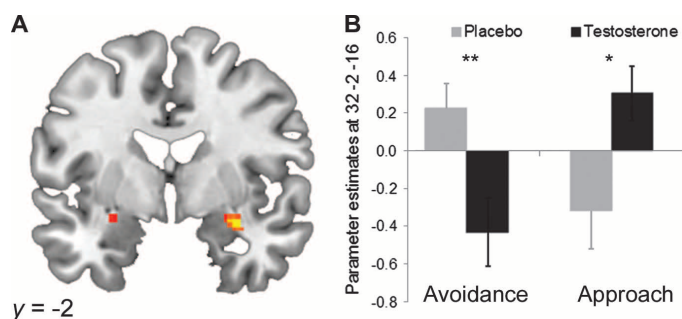 A
y = -2
B
Placebo
Testosterone
Parameter estimates at 32 -2 -16
0.6
0.4
0.2
0.0
-0.2
-0.4
-0.6
-0.8
**
*
Avoidance
Approach